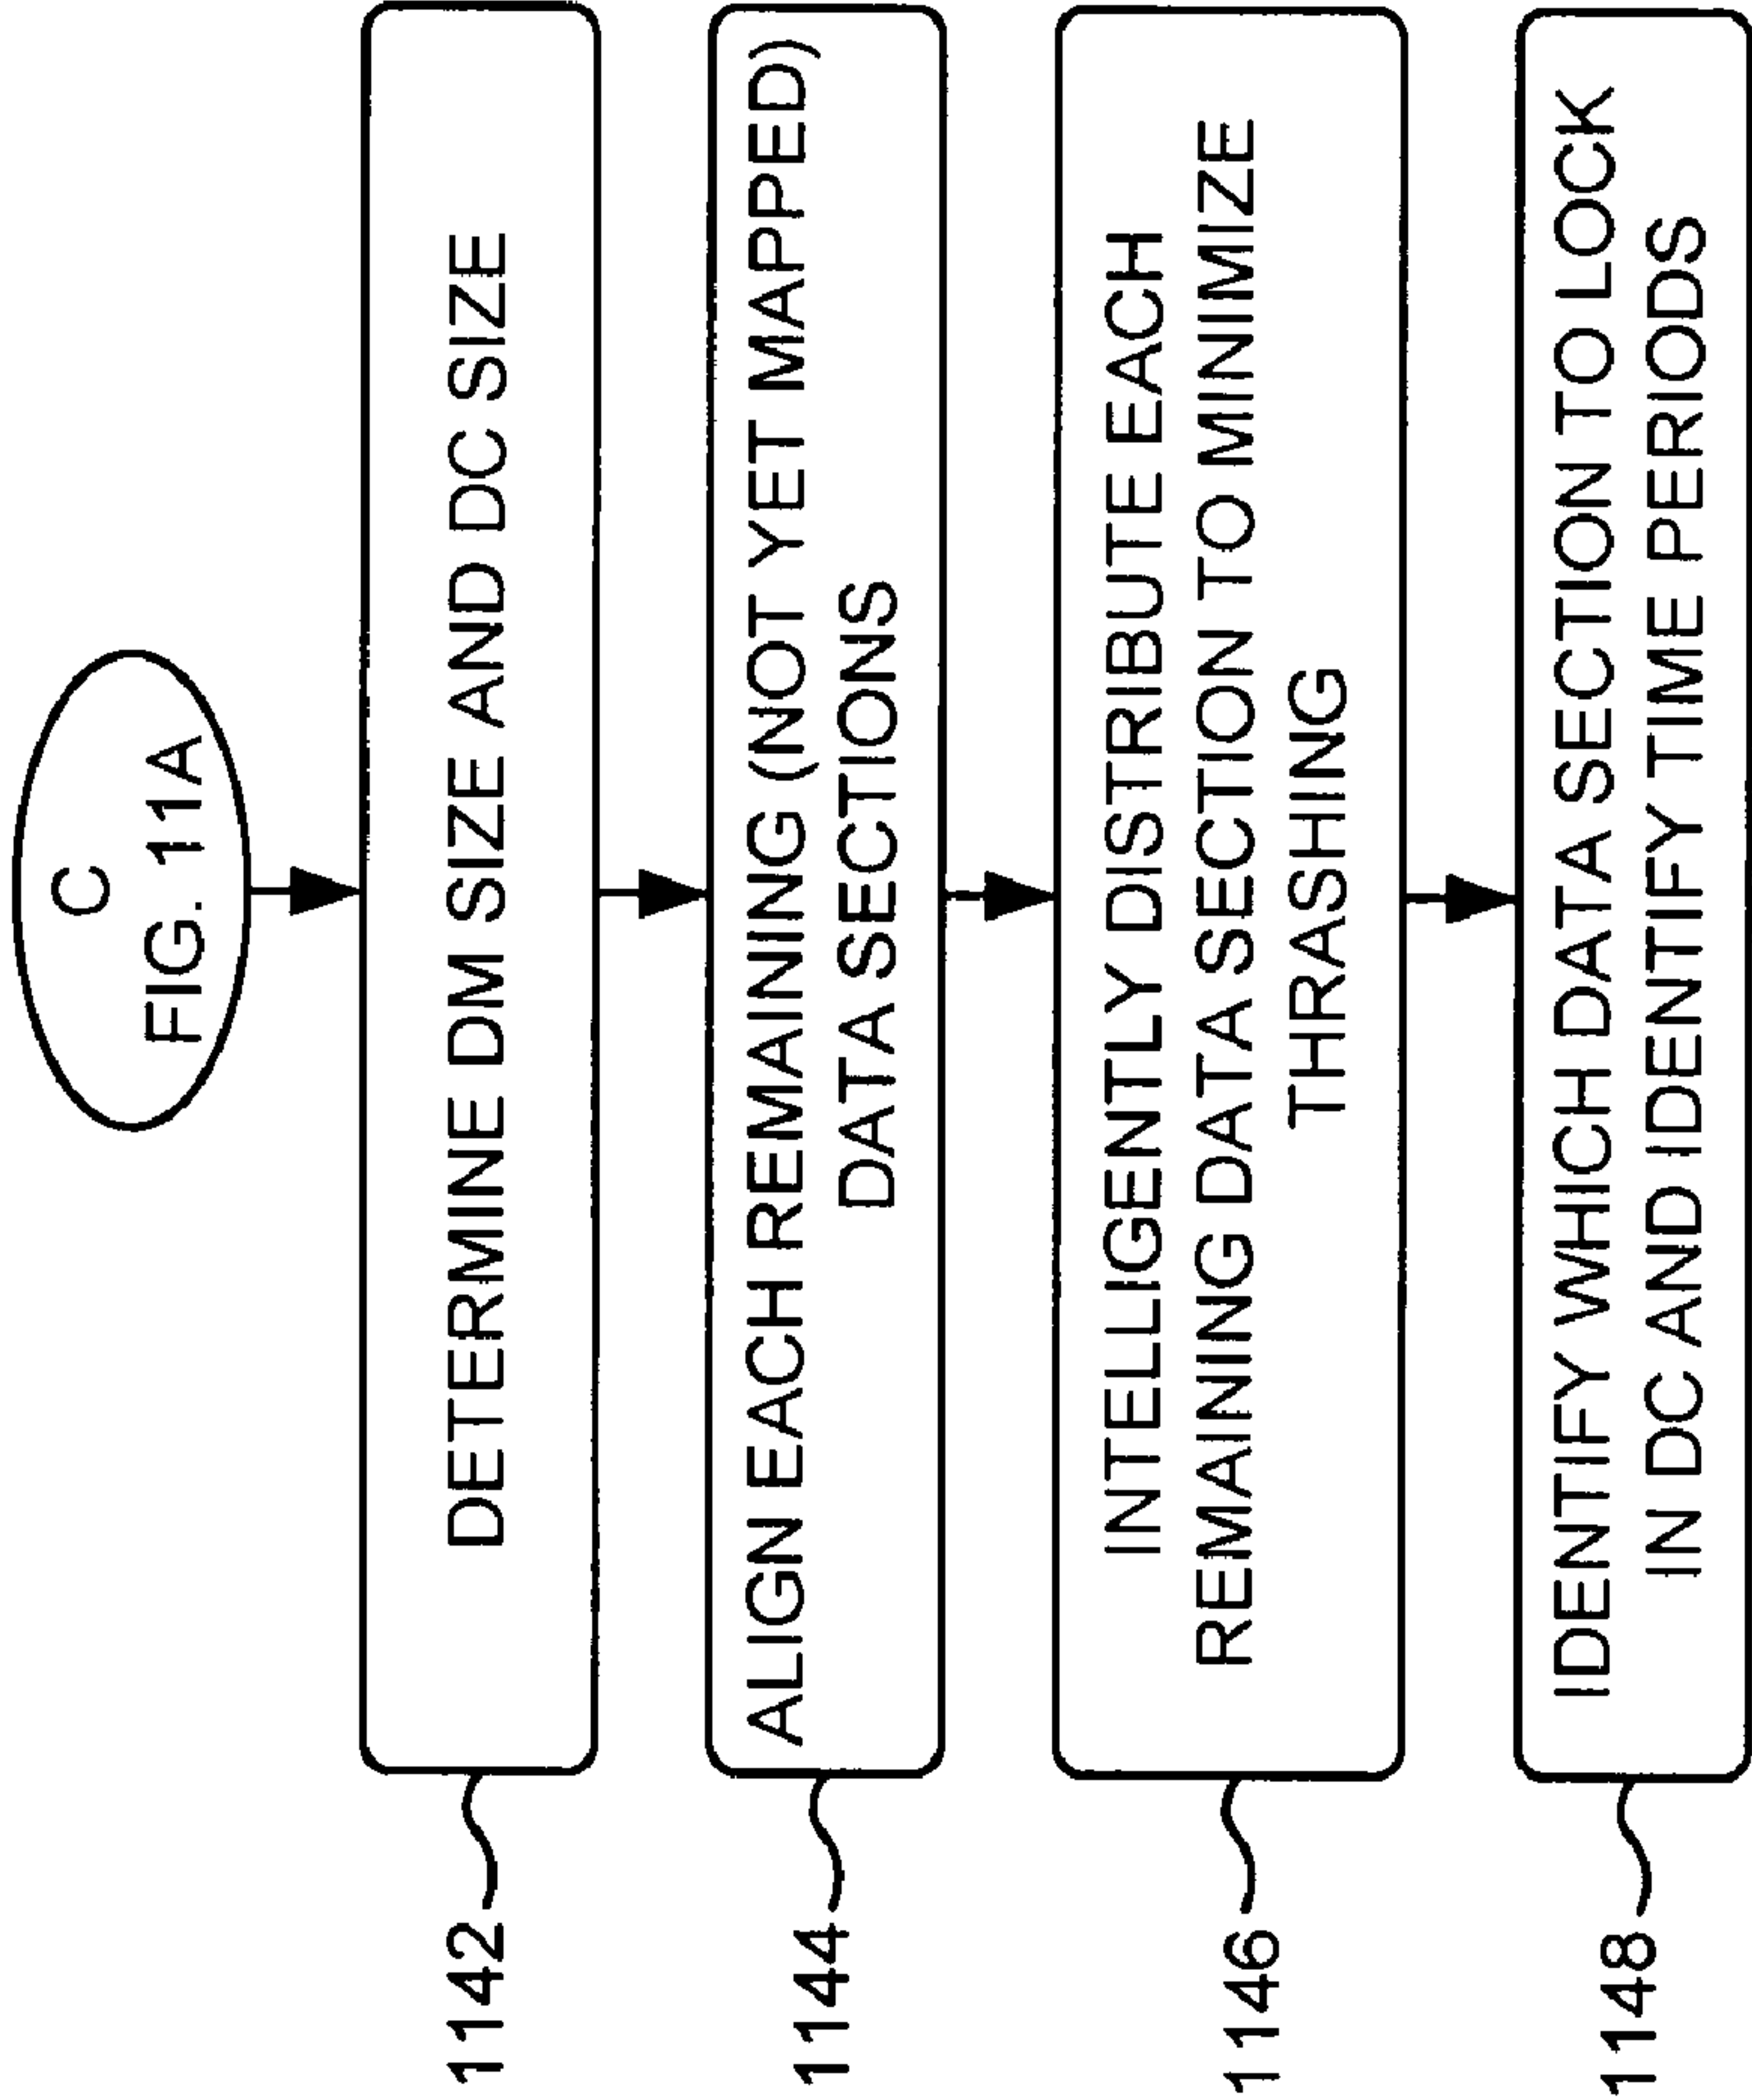 C
FIG. 11A
1142
DETERMINE DM SIZE AND DC SIZE
1144
ALIGN EACH REMAINING (NOT YET MAPPED)
DATA SECTIONS
1146
INTELLIGENTLY DISTRIBUTE EACH
REMAINING DATA SECTION TO MINIMIZE
THRASHING
1148
IDENTIFY WHICH DATA SECTION TO LOCK
IN DC AND IDENTIFY TIME PERIODS